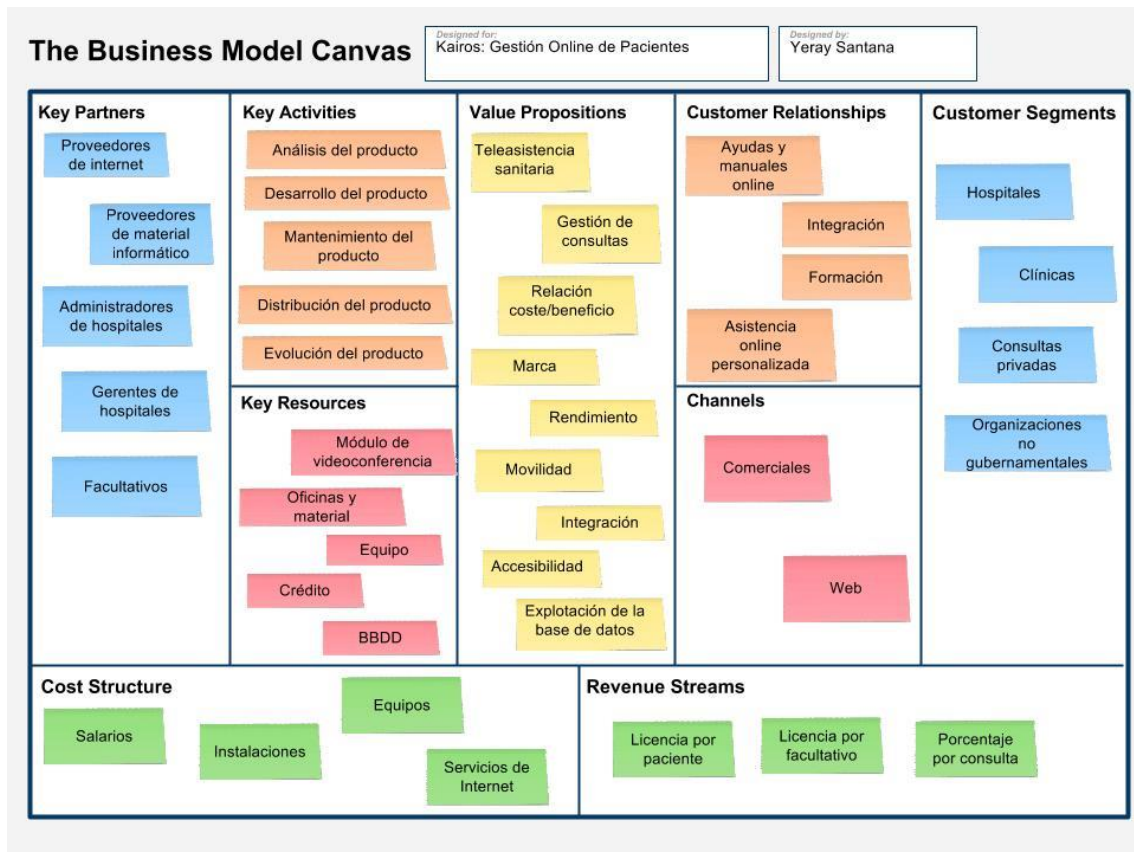 The Business Model Canvas
Designed for:
Kairos: Gestión Online de Pacientes
Designed by:
Yeray Santana
Key Partners
Proveedores
de internet
Proveedores
de material
informático
Administradores
de hospitales
Gerentes de
hospitales
Facultativos
Key Activities
Análisis del producto
Desarrollo del producto
Mantenimiento del
producto
Distribución del producto
Evolución del producto
Key Resources
Módulo de
videoconferencia
Oficinas y
material
Equipo
Crédito
BBDD
Value Propositions
Teleasistencia
sanitaria
Gestión de
consultas
Relación
coste/beneficio
Marca
Rendimiento
Movilidad
Integración
Accesibilidad
Explotación de la
base de datos
Customer Relationships
Ayudas y
manuales
online
Integración
Formación
Asistencia
online
personalizada
Channels
Comerciales
Web
Customer Segments
Hospitales
Clínicas
Consultas
privadas
Organizaciones
no
gubernamentales
Cost Structure
Salarios
Instalaciones
Equipos
Servicios de
Internet
Revenue Streams
Licencia por
paciente
Licencia por
facultativo
Porcentaje
por consulta